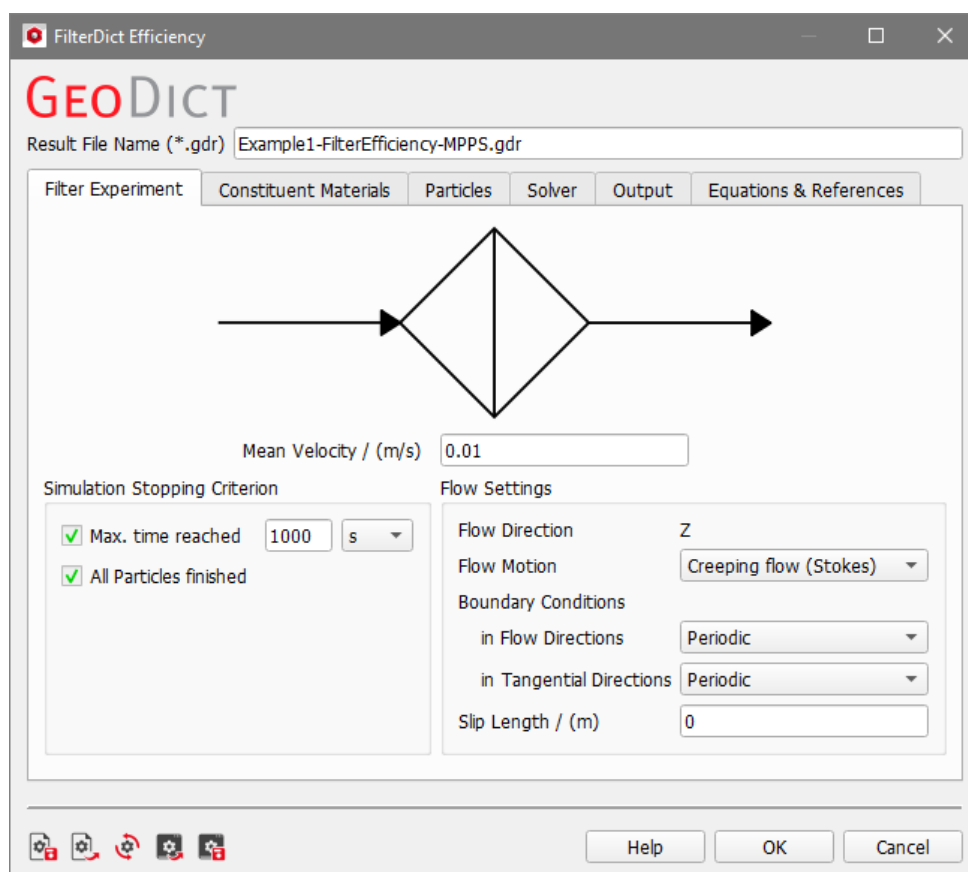 FilterDict Efficiency
GEODICT
Result File Name (*.gdr) Example1-FilterEfficiency-MPPS.gdr
Filter Experiment Constituent Materials Particles Solver Output Equations & References
Mean Velocity / (m/s) 0.01
Simulation Stopping Criterion
Max. time reached 1000 s
All Particles finished
Flow Settings
Flow Direction Z
Flow Motion Creeping flow (Stokes)
Boundary Conditions
in Flow Directions Periodic
in Tangential Directions Periodic
Slip Length / (m) 0
Help OK Cancel